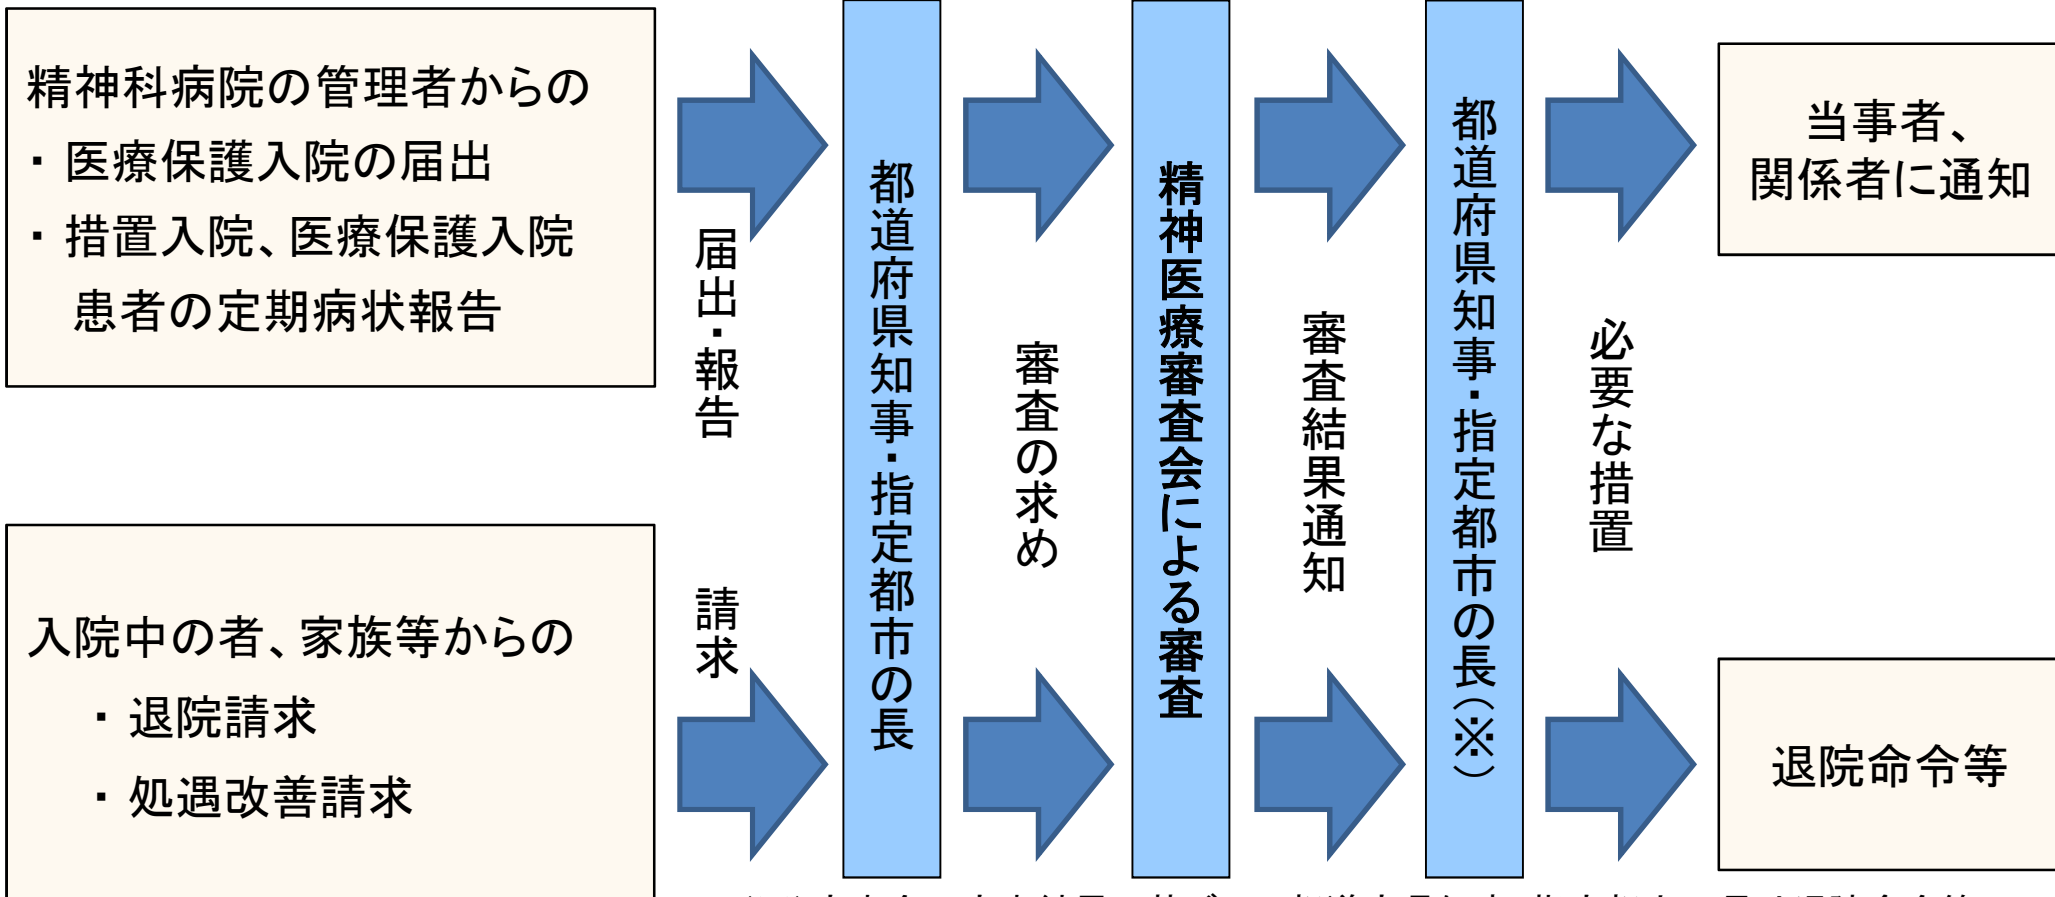 精神科病院の管理者からの
・ 医療保護入院の届出
・ 措置入院、医療保護入院
患者の定期病状報告
届出・報告
入院中の者、家族等からの
・ 退院請求
・ 処遇改善請求
請求
都道府県知事・指定都市の長
審査の求め
精神医療審査会による審査
審査結果通知
都道府県知事・指定都市の長(※)
必要な措置
当事者、
関係者に通知
退院命令等